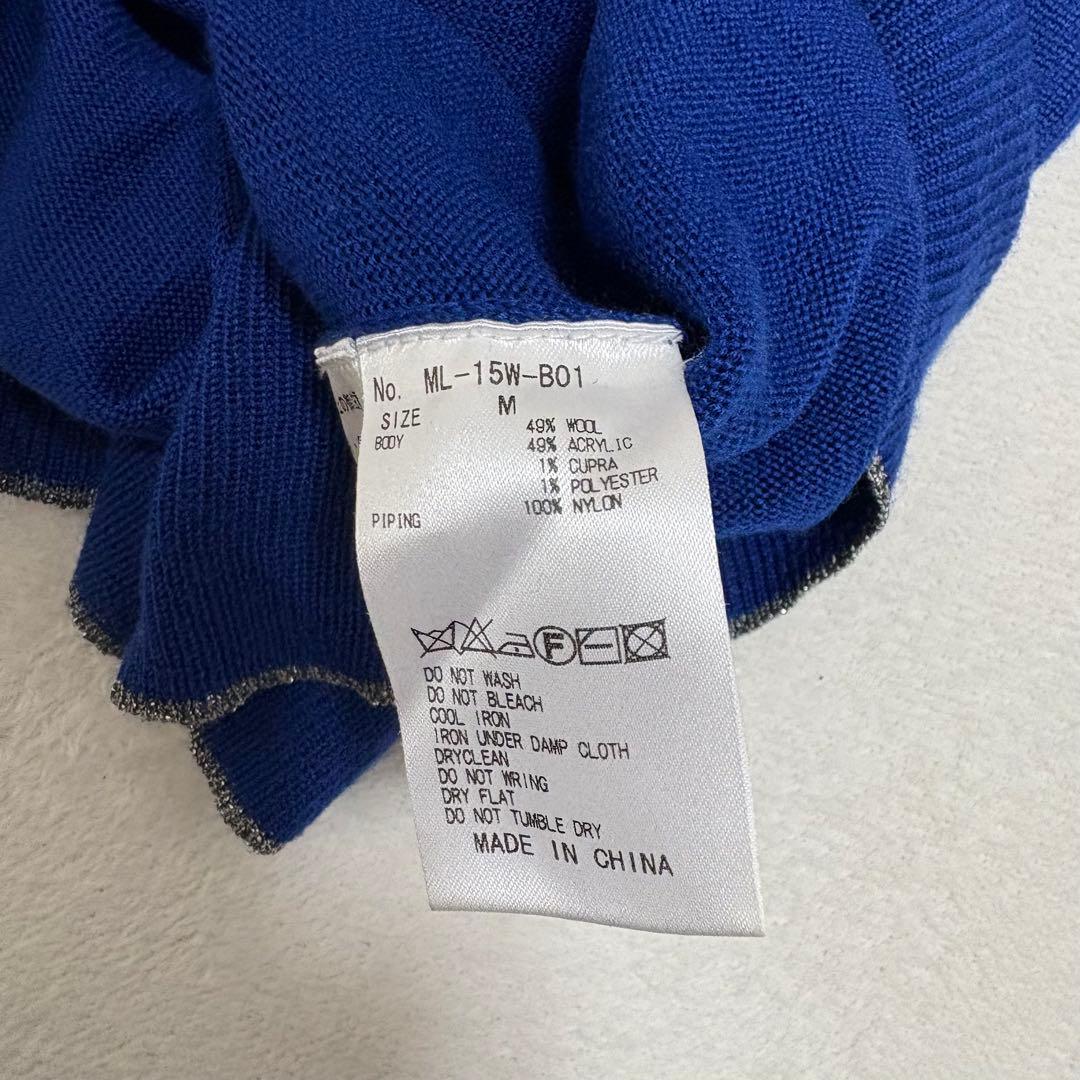 No. ML-15W-B01
SIZE M
BODY 49% WOOL
49% ACRYLIC
1% CUPRA
1% POLYESTER
PIPING 100% NYLON
F
DO NOT WASH
DO NOT BLEACH
COOL IRON
IRON UNDER DAMP CLOTH
DRYCLEAN
DO NOT WRING
DRY FLAT
DO NOT TUMBLE DRY
MADE IN CHINA